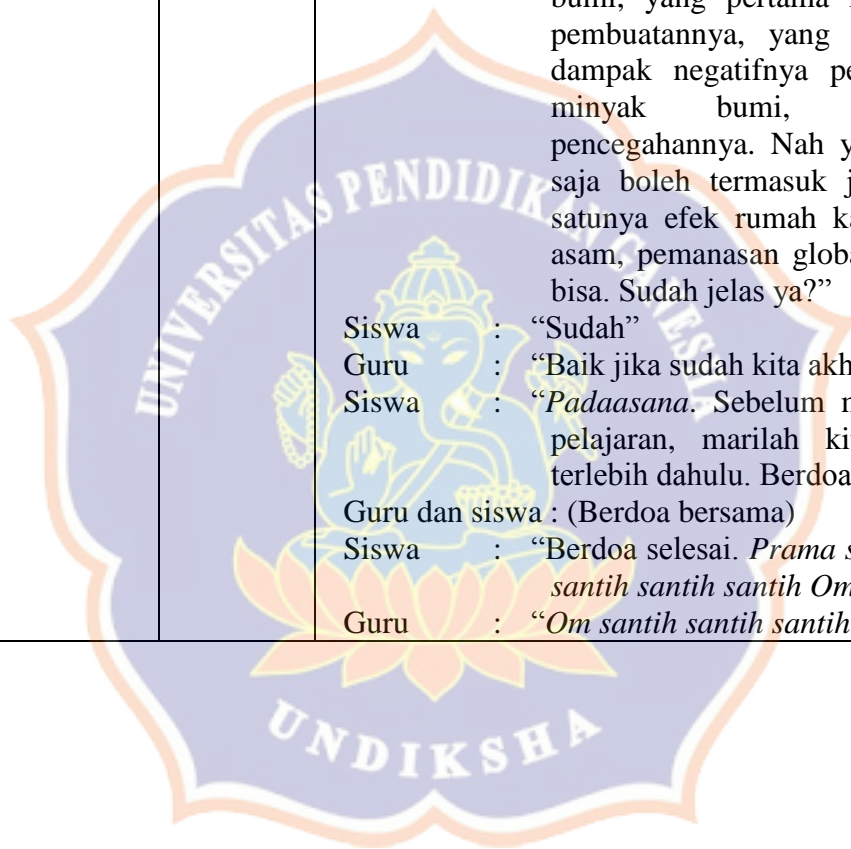 bumi, yang pertama
pembuatannya, yang
dampak negatifnya
minyak bumi,
pencegahannya. Nah
saja boleh termasuk
satunya efek rumah
asam, pemanasan
bisa. Sudah jelas ya?”
Siswa : “Sudah”
Guru : “Baik jika sudah kita
Siswa : “Padaasana. Sebelum
pelajaran, marilah
terlebih dahulu. Berdoa
Guru dan siswa : (Berdoa bersama)
Siswa : “Berdoa selesai. Prama
santih santih santih Om
Guru : “Om santih santih santih
UNIVERSITAS PENDIDIKAN GANESHA
UNDIKSHA